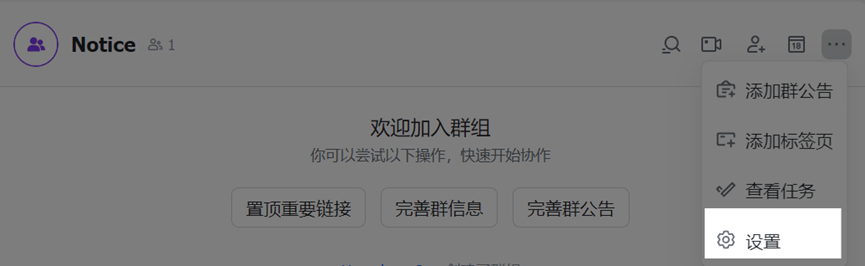 Notice 1
18
添加群公告
添加标签页
查看任务
设置
欢迎加入群组
你可以尝试以下操作，快速开始协作
置顶重要链接
完善群信息
完善群公告